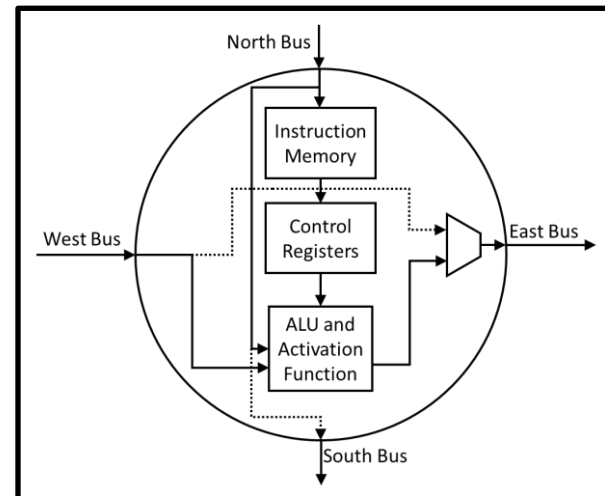 North Bus
Instruction
Memory
West Bus
Control
Registers
East Bus
ALU and
Activation
Function
South Bus